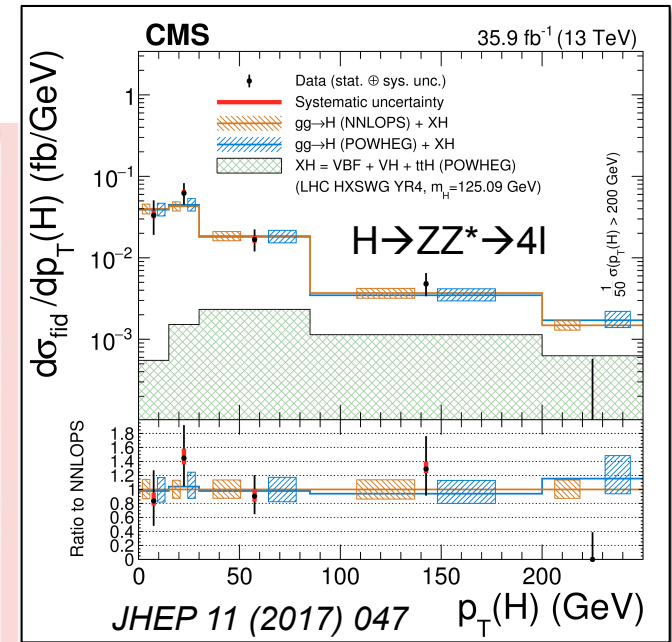 CMS
35.9 fb⁻¹ (13 TeV)
Data (stat. ⊕ sys. unc.)
Systematic uncertainty
gg→H (NNLOPS) + XH
gg→H (POWHEG) + XH
XH = VBF + VH + ttH (POWHEG)
(LHC HXSWG YR4, m_H=125.09 GeV)
H→ZZ*→4l
1/50 σ(p_T(H) > 200 GeV)
dσ_fid/dp_T(H) (fb/GeV)
1
10⁻¹
10⁻²
10⁻³
Ratio to NNLOPS
1.8
1.6
1.4
1.2
1
0.8
0.6
0.4
0.2
0
0 50 100 150 200
p_T(H) (GeV)
JHEP 11 (2017) 047